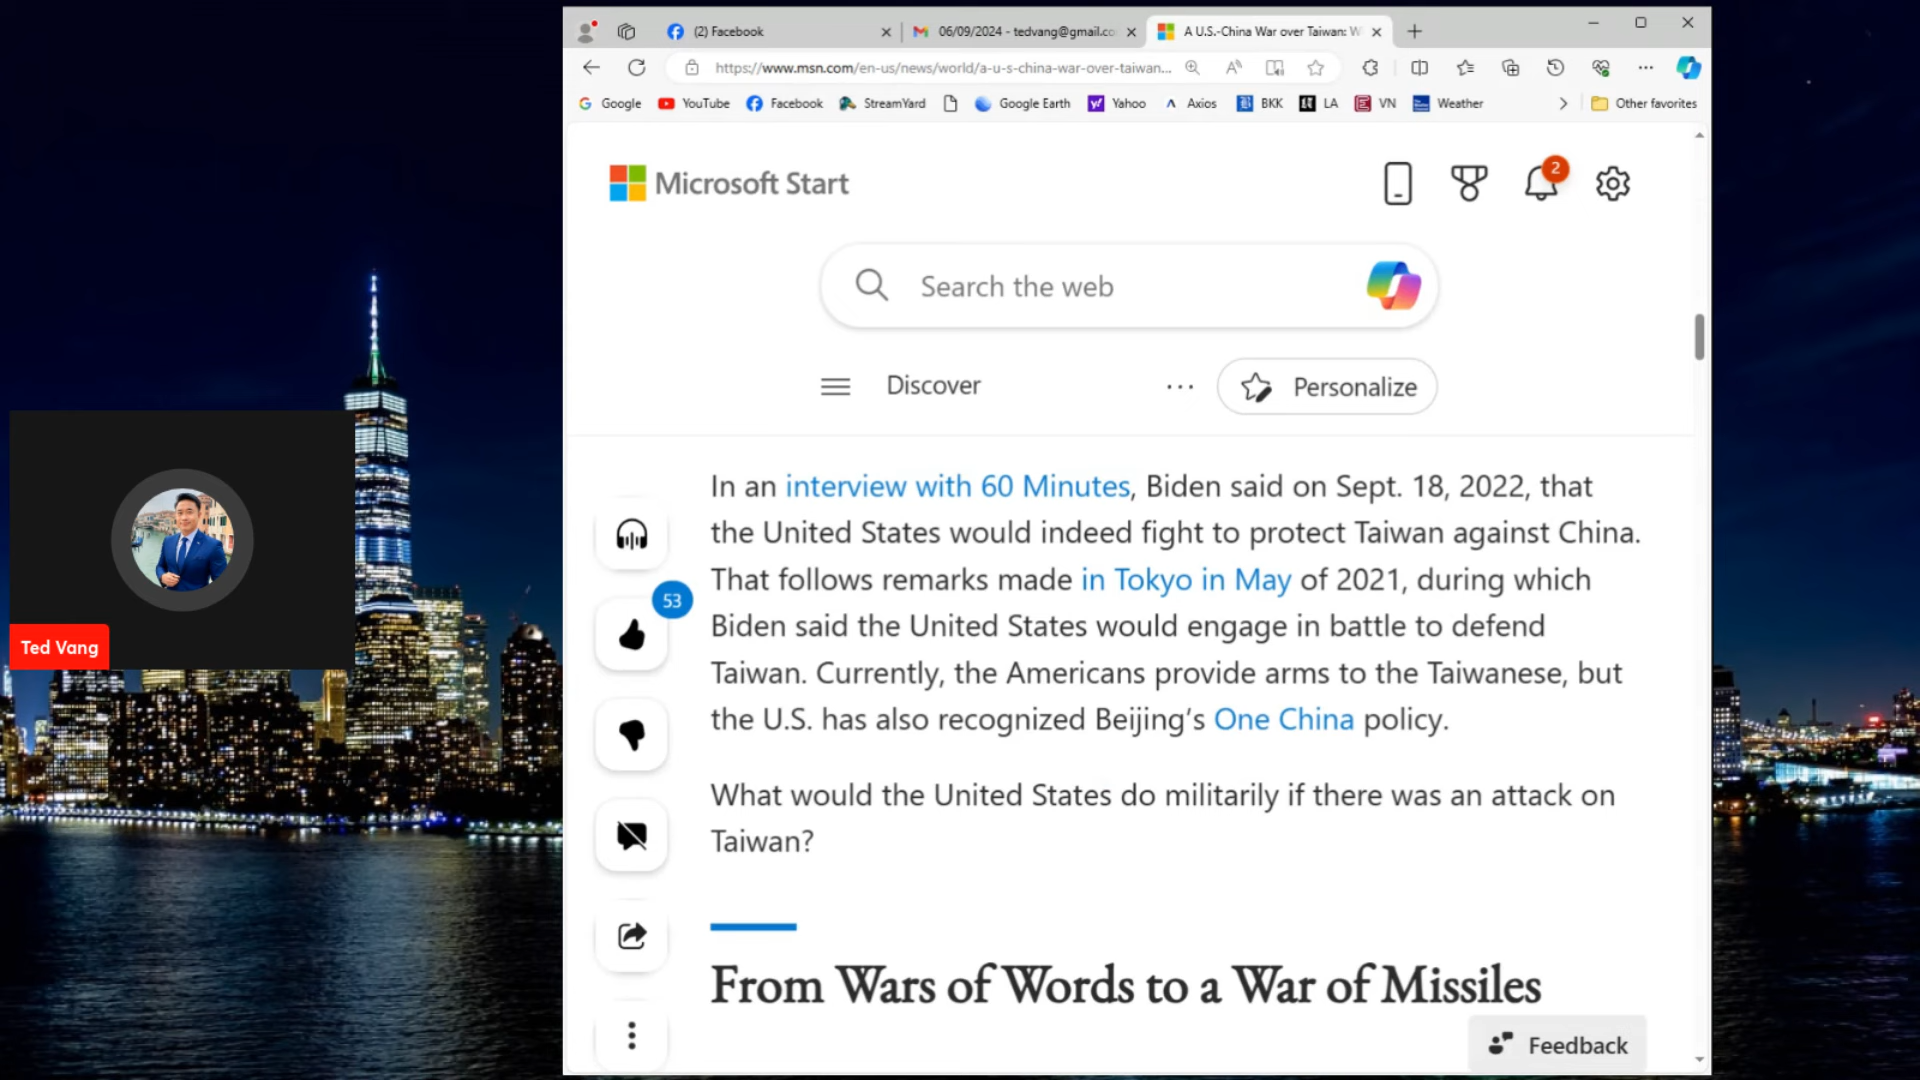 (2) Facebook
06/09/2024 - tedvang@gmail.co
A U.S.-China War over Taiwan: W
https://www.msn.com/en-us/news/world/a-u-s-china-war-over-taiwan...
Google
YouTube
Facebook
StreamYard
Google Earth
Yahoo
Axios
BKK
LA
VN
Weather
Other favorites
Microsoft Start
2
Search the web
Discover
Personalize
In an interview with 60 Minutes, Biden said on Sept. 18, 2022, that
the United States would indeed fight to protect Taiwan against China.
That follows remarks made in Tokyo in May of 2021, during which
Biden said the United States would engage in battle to defend
Taiwan. Currently, the Americans provide arms to the Taiwanese, but
the U.S. has also recognized Beijing’s One China policy.
53
What would the United States do militarily if there was an attack on
Taiwan?
From Wars of Words to a War of Missiles
Feedback
Ted Vang